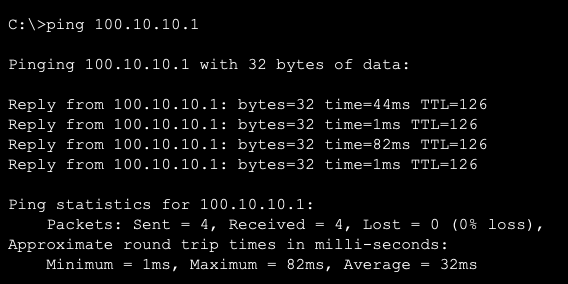 C:\>ping 100.10.10.1
Pinging 100.10.10.1 with 32 bytes of data:
Reply from 100.10.10.1: bytes=32 time=44ms TTL=126
Reply from 100.10.10.1: bytes=32 time=1ms TTL=126
Reply from 100.10.10.1: bytes=32 time=82ms TTL=126
Reply from 100.10.10.1: bytes=32 time=1ms TTL=126
Ping statistics for 100.10.10.1:
    Packets: Sent = 4, Received = 4, Lost = 0 (0% loss),
Approximate round trip times in milli-seconds:
    Minimum = 1ms, Maximum = 82ms, Average = 32ms